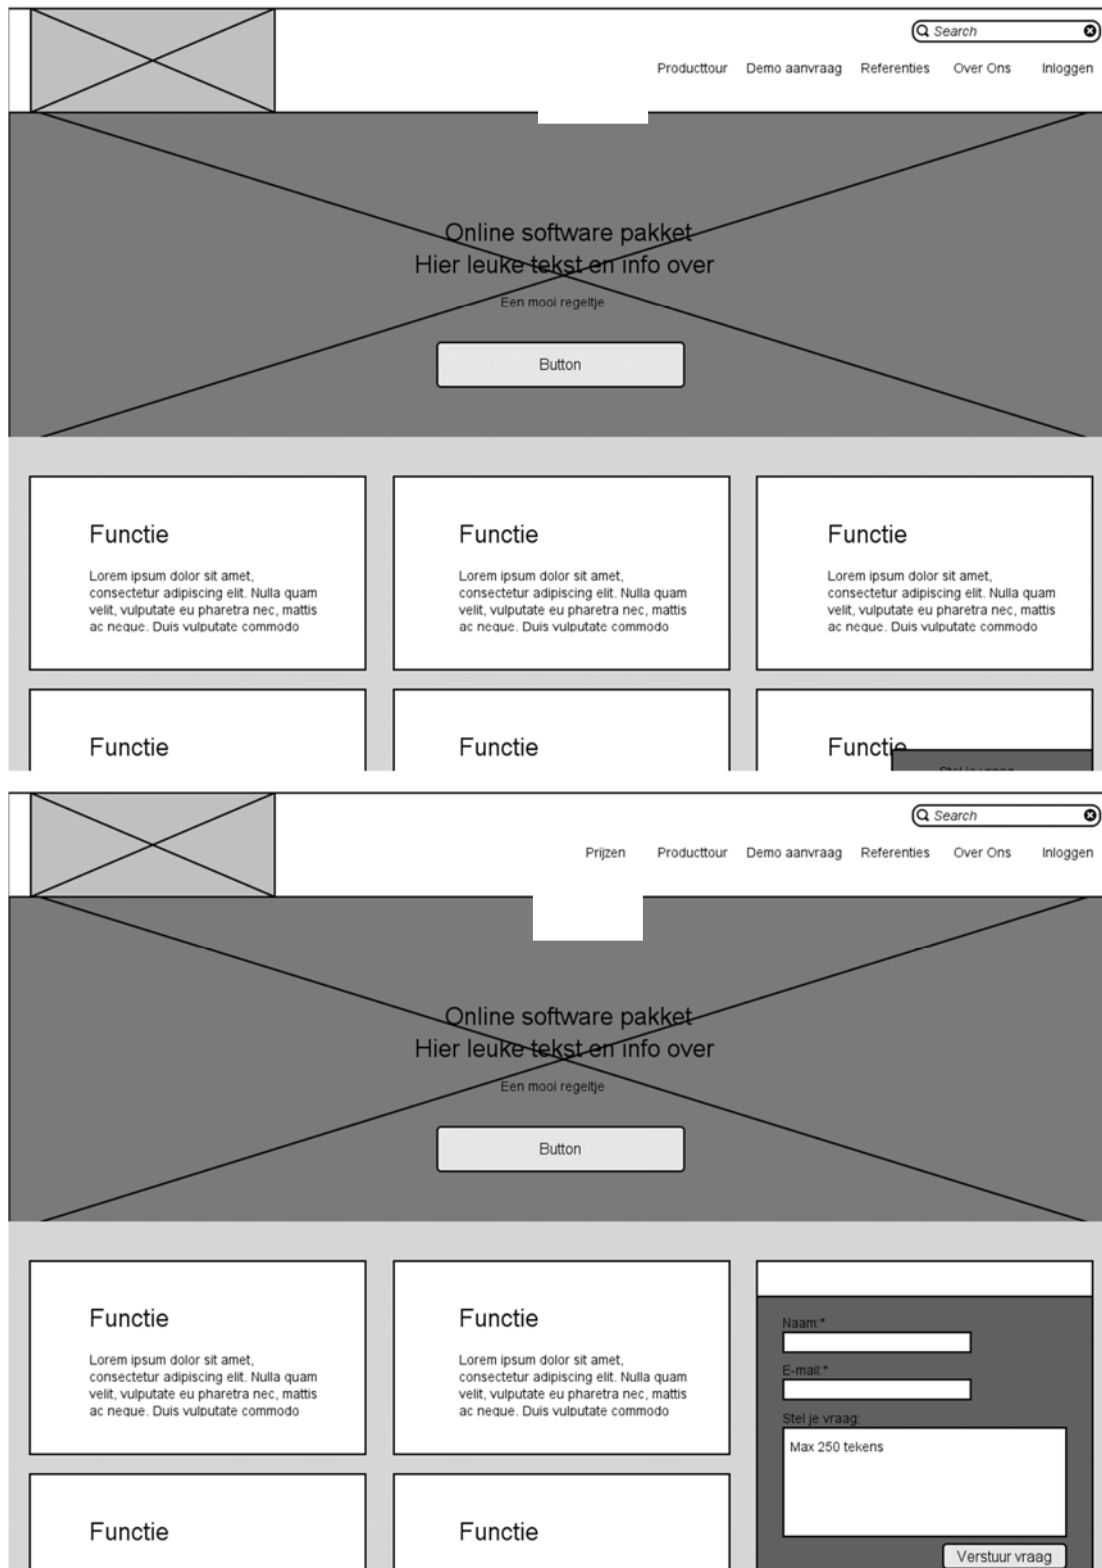 Search
Producttour Demo aanvraag Referenties Over Ons Inloggen
Online software pakket
Hier leuke tekst en info over
Een mooi regeltje
Button
Functie
Lorem ipsum dolor sit amet,
consectetur adipiscing elit. Nulla quam
velit, vulputate eu pharetra nec, mattis
ac neque. Duis vulputate commodo
Functie
Lorem ipsum dolor sit amet,
consectetur adipiscing elit. Nulla quam
velit, vulputate eu pharetra nec, mattis
ac neque. Duis vulputate commodo
Functie
Lorem ipsum dolor sit amet,
consectetur adipiscing elit. Nulla quam
velit, vulputate eu pharetra nec, mattis
ac neque. Duis vulputate commodo
Functie
Functie
Functie
Stel je vraag
Search
Prijzen Producttour Demo aanvraag Referenties Over Ons Inloggen
Online software pakket
Hier leuke tekst en info over
Een mooi regeltje
Button
Functie
Lorem ipsum dolor sit amet,
consectetur adipiscing elit. Nulla quam
velit, vulputate eu pharetra nec, mattis
ac neque. Duis vulputate commodo
Functie
Lorem ipsum dolor sit amet,
consectetur adipiscing elit. Nulla quam
velit, vulputate eu pharetra nec, mattis
ac neque. Duis vulputate commodo
Naam:*
E-mail:*
Stel je vraag:
Max 250 tekens
Verstuur vraag
Functie
Functie